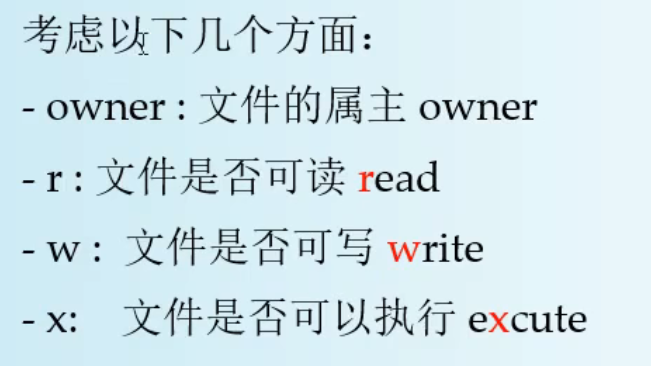 考虑以下几个方面：
- owner : 文件的属主 owner
- r : 文件是否可读 read
- w : 文件是否可写 write
- x: 文件是否可以执行 excute